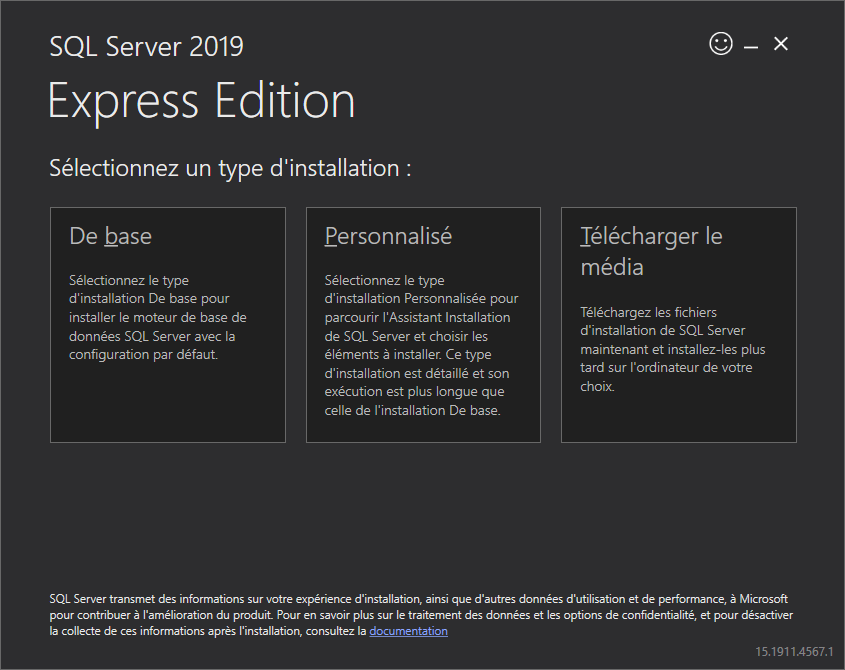 SQL Server 2019
Express Edition
Sélectionnez un type d'installation :
De base
Sélectionnez le type
d'installation De base pour
installer le moteur de base de
données SQL Server avec la
configuration par défaut.
Personnalisé
Sélectionnez le type
d'installation Personnalisée pour
parcourir l'Assistant Installation
de SQL Server et choisir les
éléments à installer. Ce type
d'installation est détaillé et son
exécution est plus longue que
celle de l'installation De base.
Télécharger le
média
Téléchargez les fichiers
d'installation de SQL Server
maintenant et installez-les plus
tard sur l'ordinateur de votre
choix.
SQL Server transmet des informations sur votre expérience d'installation, ainsi que d'autres données d'utilisation et de performance, à Microsoft
pour contribuer à l'amélioration du produit. Pour en savoir plus sur le traitement des données et les options de confidentialité, et pour désactiver
la collecte de ces informations après l'installation, consultez la documentation
15.1911.4567.1